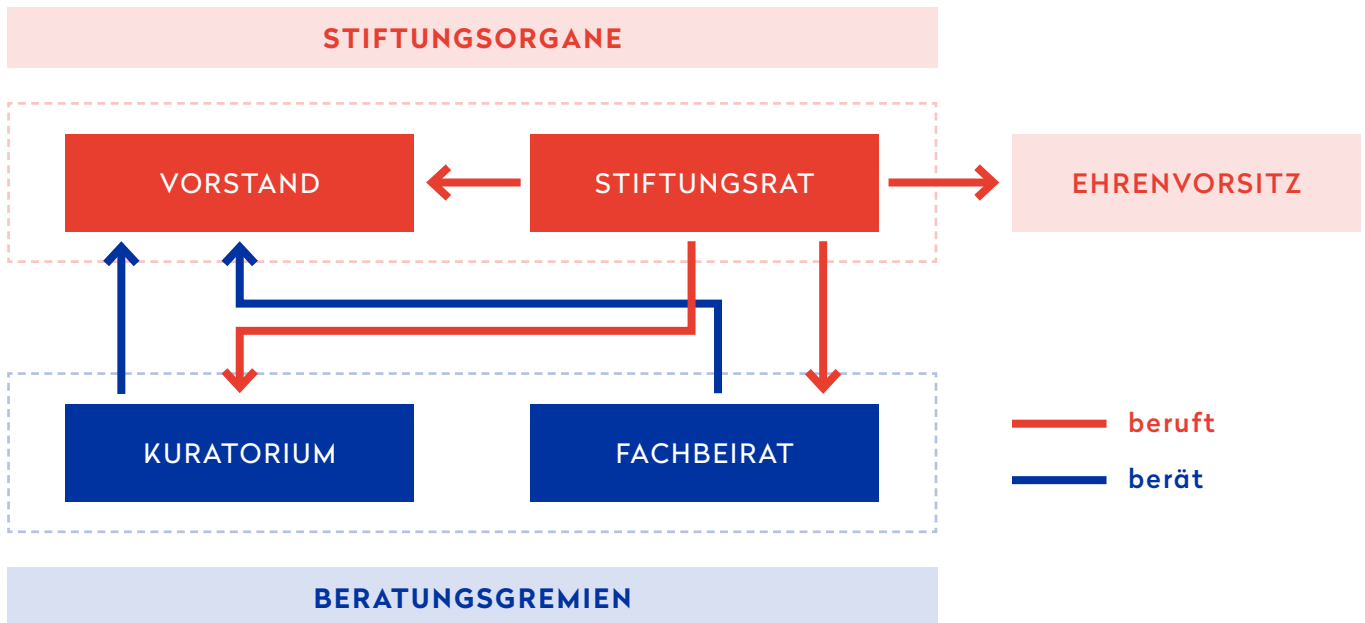 STIFTUNGSORGANE
VORSTAND
STIFTUNGSRAT
EHRENVORSITZ
KURATORIUM
FACHBEIRAT
beruft
berät
BERATUNGSGREMIEN